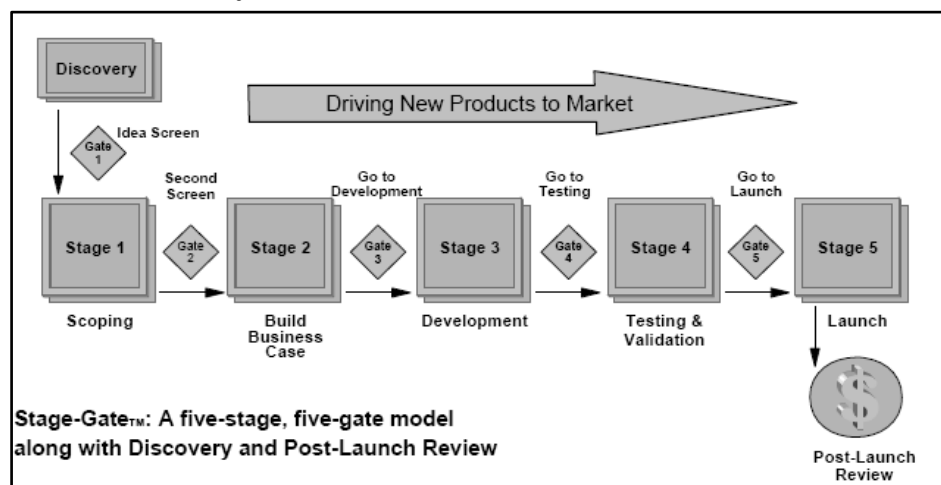 Discovery
Driving New Products to Market
Gate
1
Idea Screen
Second
Screen
Go to
Development
Go to
Testing
Go to
Launch
Stage 1
Gate
2
Stage 2
Gate
3
Stage 3
Gate
4
Stage 4
Gate
5
Stage 5
Scoping
Build
Business
Case
Development
Testing &
Validation
Launch
$
Stage-Gate™: A five-stage, five-gate model
along with Discovery and Post-Launch Review
Post-Launch
Review